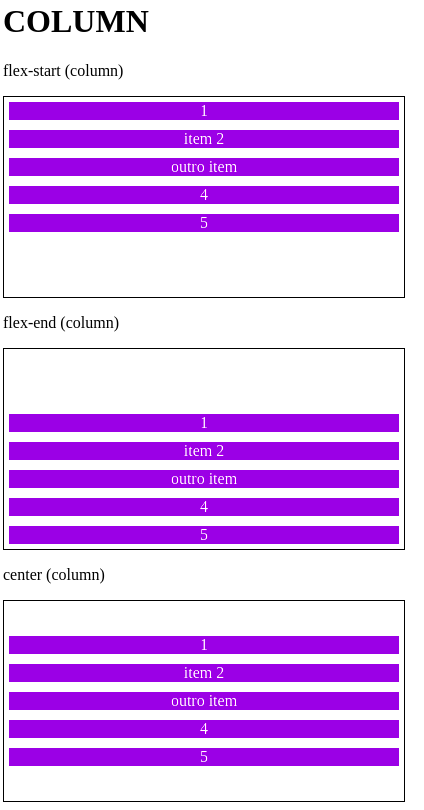 COLUMN
flex-start (column)
1
item 2
outro item
4
5
flex-end (column)
1
item 2
outro item
4
5
center (column)
1
item 2
outro item
4
5